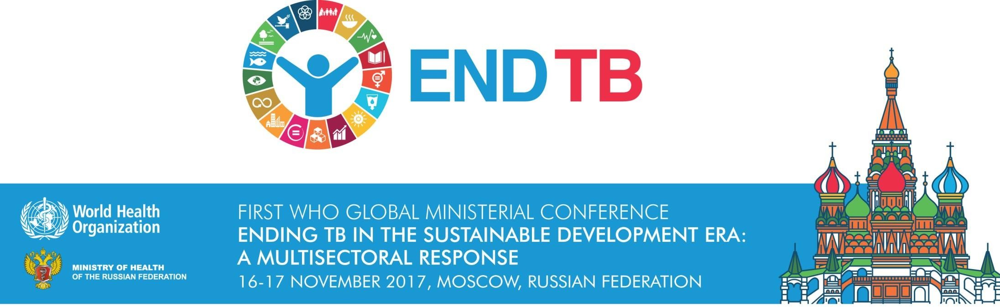 END TB
World Health
Organization
MINISTRY OF HEALTH
OF THE RUSSIAN FEDERATION
FIRST WHO GLOBAL MINISTERIAL CONFERENCE
ENDING TB IN THE SUSTAINABLE DEVELOPMENT ERA:
A MULTISECTORAL RESPONSE
16-17 NOVEMBER 2017, MOSCOW, RUSSIAN FEDERATION